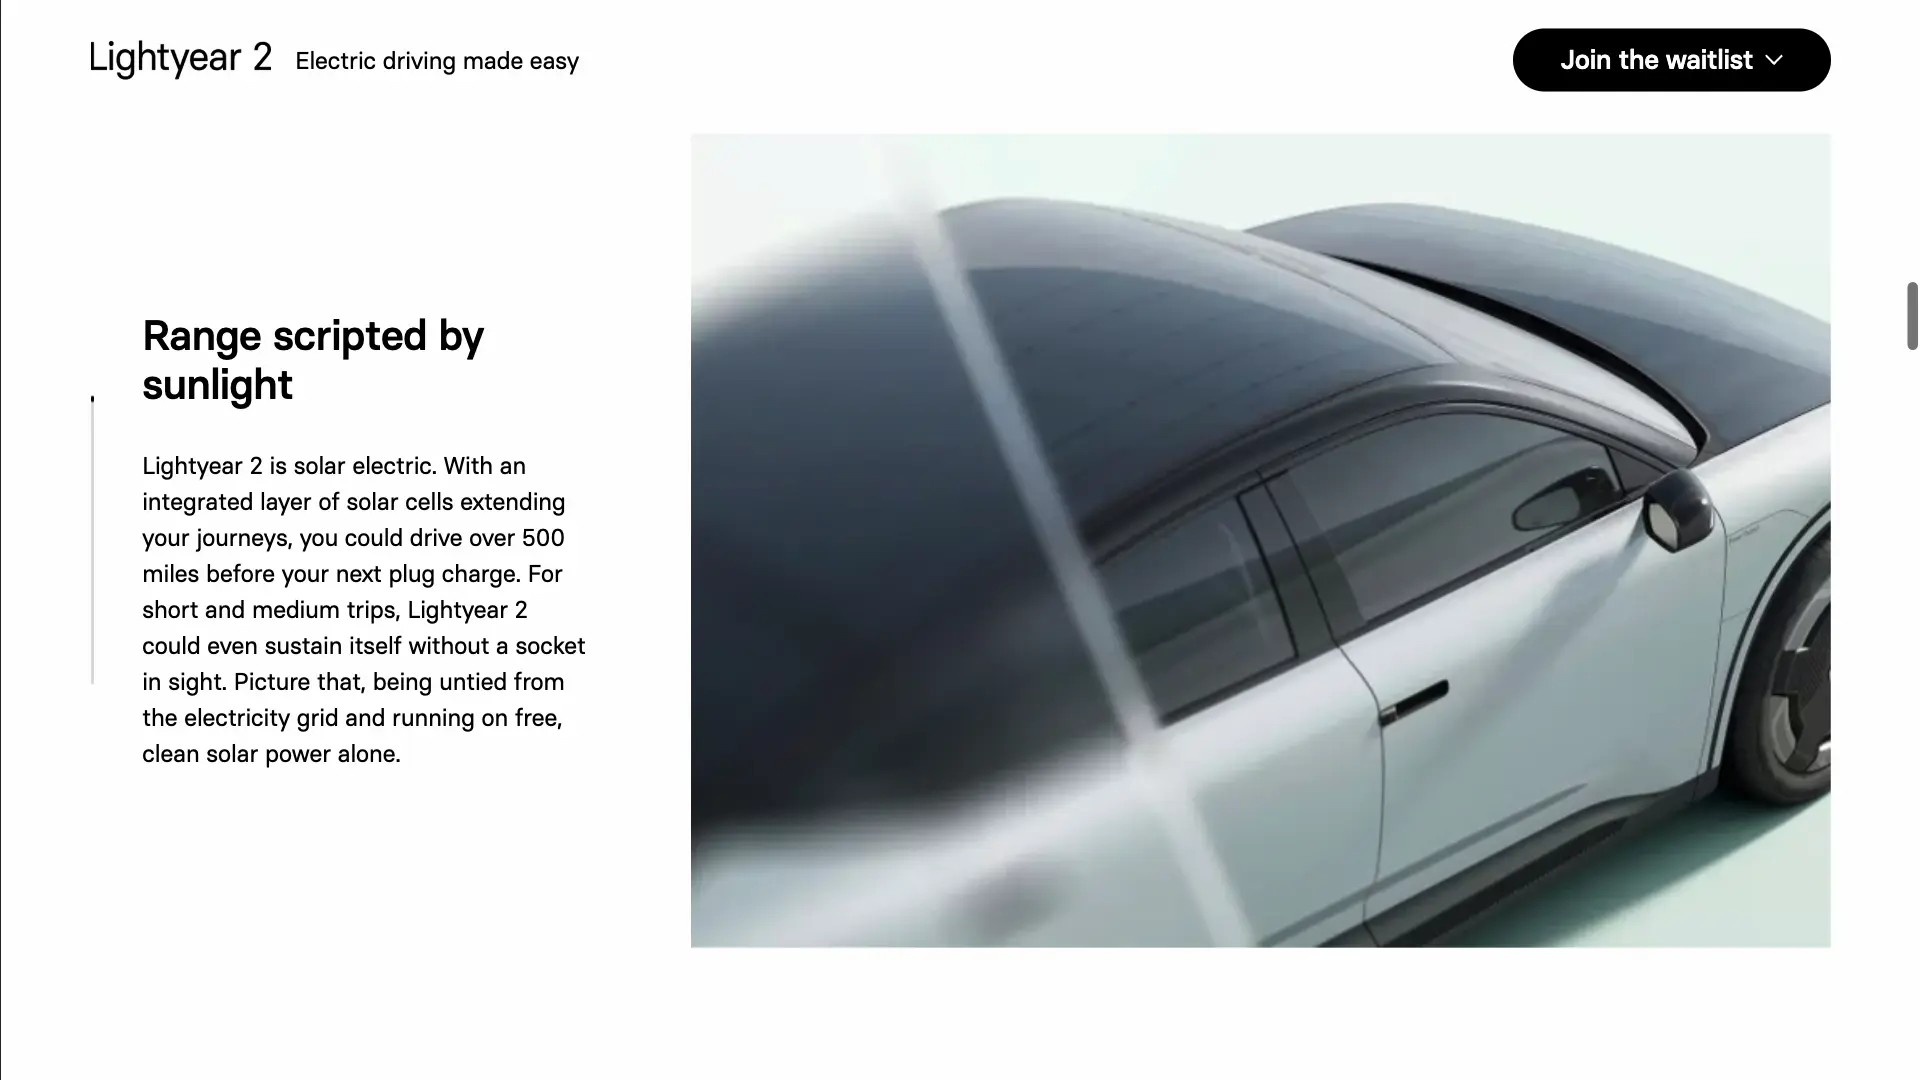 Lightyear 2 Electric driving made easy
Join the waitlist
Range scripted by
sunlight
Lightyear 2 is solar electric. With an
integrated layer of solar cells extending
your journeys, you could drive over 500
miles before your next plug charge. For
short and medium trips, Lightyear 2
could even sustain itself without a socket
in sight. Picture that, being untied from
the electricity grid and running on free,
clean solar power alone.